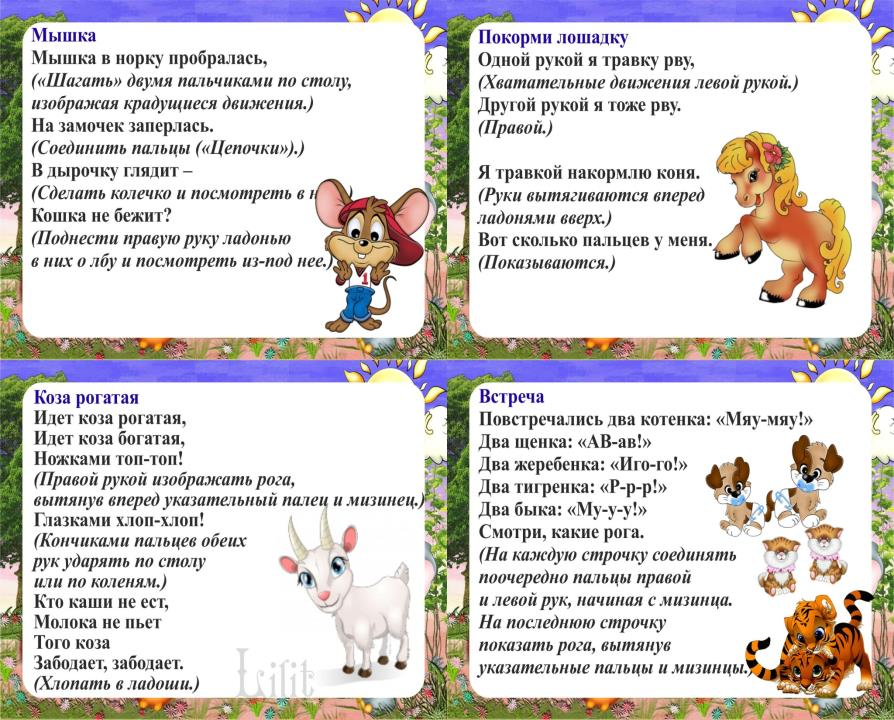 Мышка
Мышка в норку пробралась,
(«Шагать» двумя пальчиками по столу,
изображая крадущиеся движения.)
На замочек заперлась.
(Соединить пальцы («Цепочки»).)
В дырочку глядит –
(Сделать колечко и посмотреть в н
Кошка не бежит?
(Поднести правую руку ладонью
в них о лбу и посмотреть из-под нее.)
1
Покорми лошадку
Одной рукой я травку рву,
(Хватательные движения левой рукой.)
Другой рукой я тоже рву.
(Правой.)
Я травкой накормлю коня.
(Руки вытягиваются вперед
ладонями вверх.)
Вот сколько пальцев у меня.
(Показываются.)
Коза рогатая
Идет коза рогатая,
Идет коза богатая,
Ножками топ-топ!
(Правой рукой изображать рога,
вытянув вперед указательный палец и мизинец.)
Глазками хлоп-хлоп!
(Кончиками пальцев обеих
рук ударять по столу
или по коленям.)
Кто каши не ест,
Молока не пьет
Того коза
Забодает, забодает.
(Хлопать в ладоши.)
Lilit
Встреча
Повстречались два котенка: «Мяу-мяу!»
Два щенка: «АВ-ав!»
Два жеребенка: «Иго-го!»
Два тигренка: «Р-р-р!»
Два быка: «Му-у-у!»
Смотри, какие рога.
(На каждую строчку соединять
поочередно пальцы правой
и левой рук, начиная с мизинца.
На последнюю строчку
показать рога, вытянув
указательные пальцы и мизинцы.)